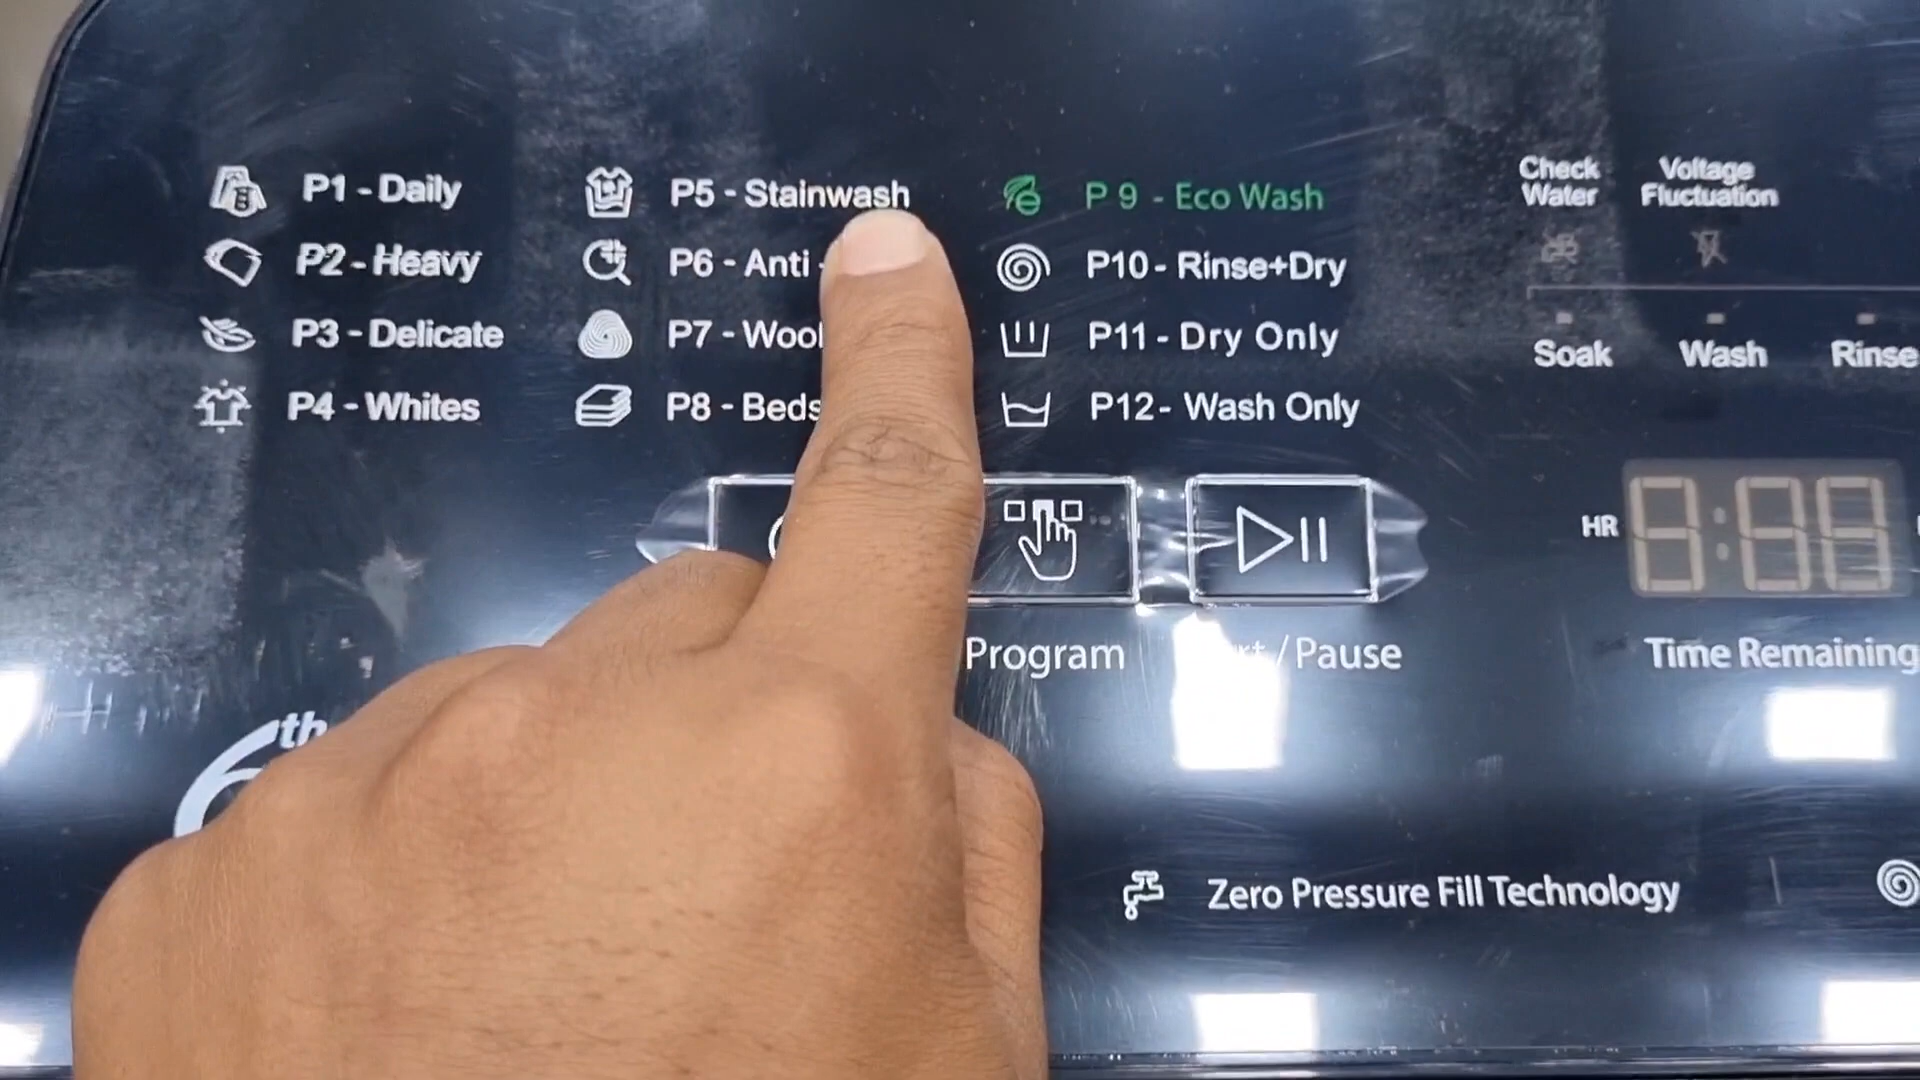 P1 - Daily
P2 - Heavy
P3 - Delicate
P4 - Whites
P5 - Stainwash
P6 - Anti -
P7 - Wool
P8 - Beds
P 9 - Eco Wash
P10 - Rinse+Dry
P11 - Dry Only
P12 - Wash Only
Check
Water
Voltage
Fluctuation
Soak
Wash
Rinse
HR
Program
/ Pause
Time Remaining
6th
Zero Pressure Fill Technology